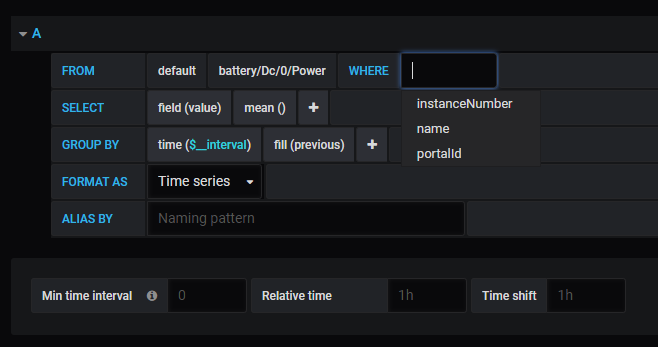 A
FROM default battery/Dc/0/Power WHERE
instanceNumber
name
portalId
SELECT field (value) mean () +
GROUP BY time ($__interval) fill (previous) +
FORMAT AS Time series
ALIAS BY Naming pattern
Min time interval 0 Relative time 1h Time shift 1h